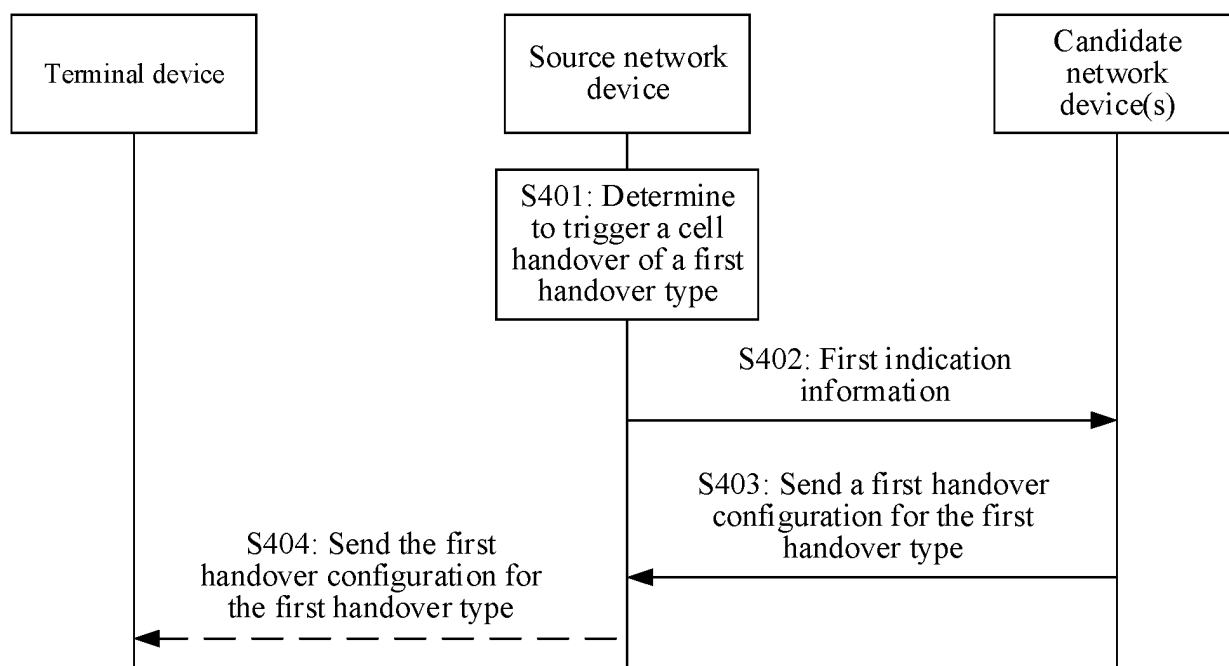 Terminal device
Source network
device
Candidate
network
device(s)
S401: Determine
to trigger a cell
handover of a first
handover type
S402: First indication
information
S403: Send a first handover
configuration for the first
handover type
S404: Send the first
handover configuration for
the first handover type